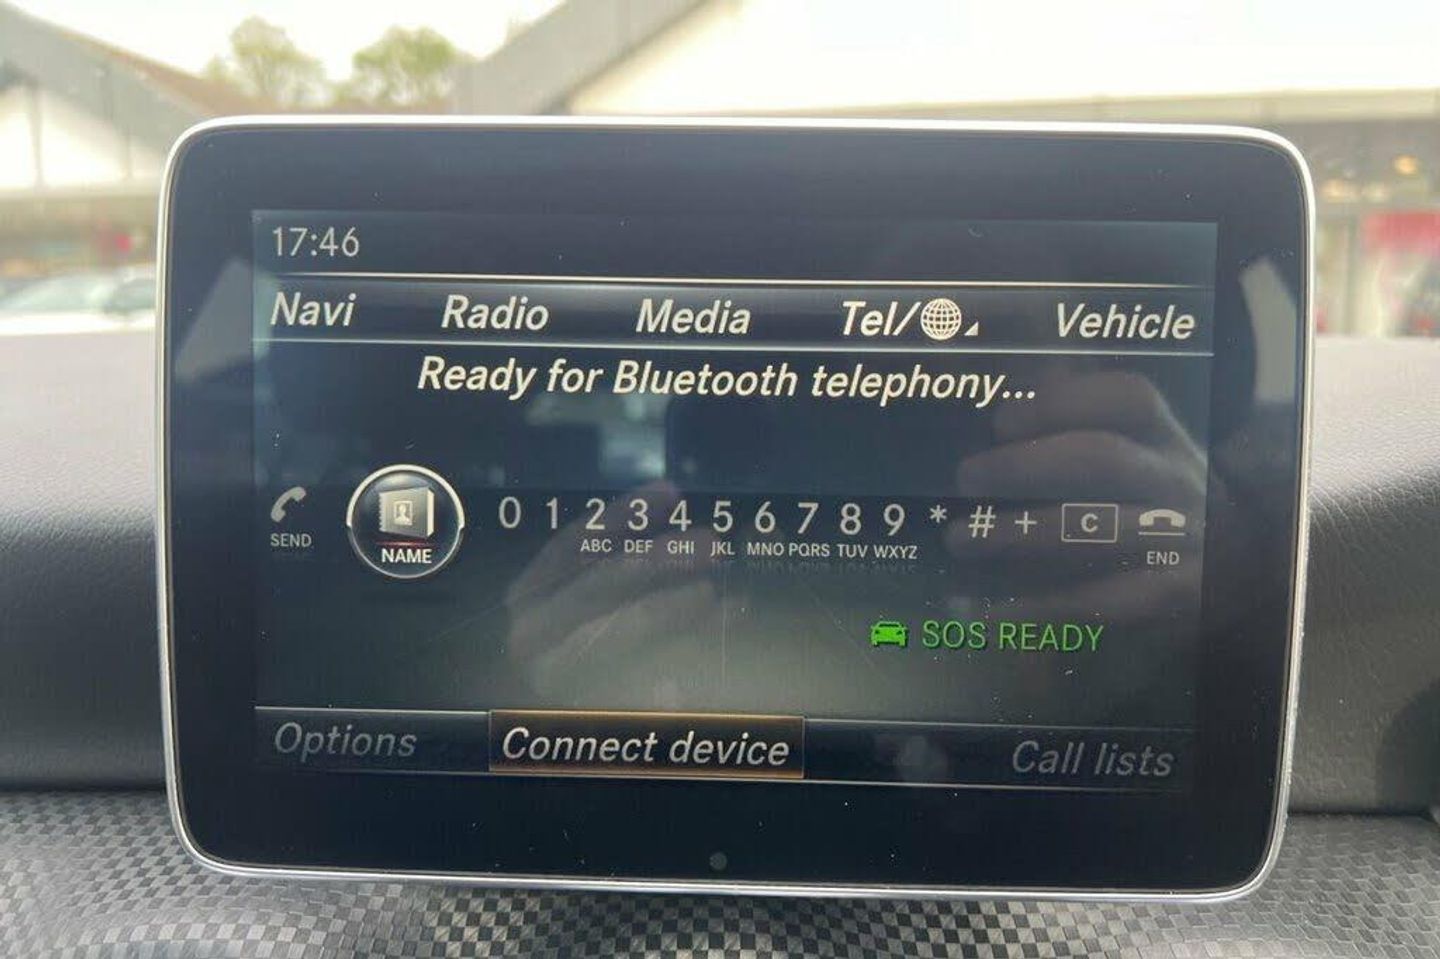 17:46
Navi Radio Media Tel/ Vehicle
Ready for Bluetooth telephony...
0 1 2 3 4 5 6 7 8 9 * # + C
SEND NAME ABC DEF GHI JKL MNO PQRS TUV WXYZ END
SOS READY
Options Connect device Call lists